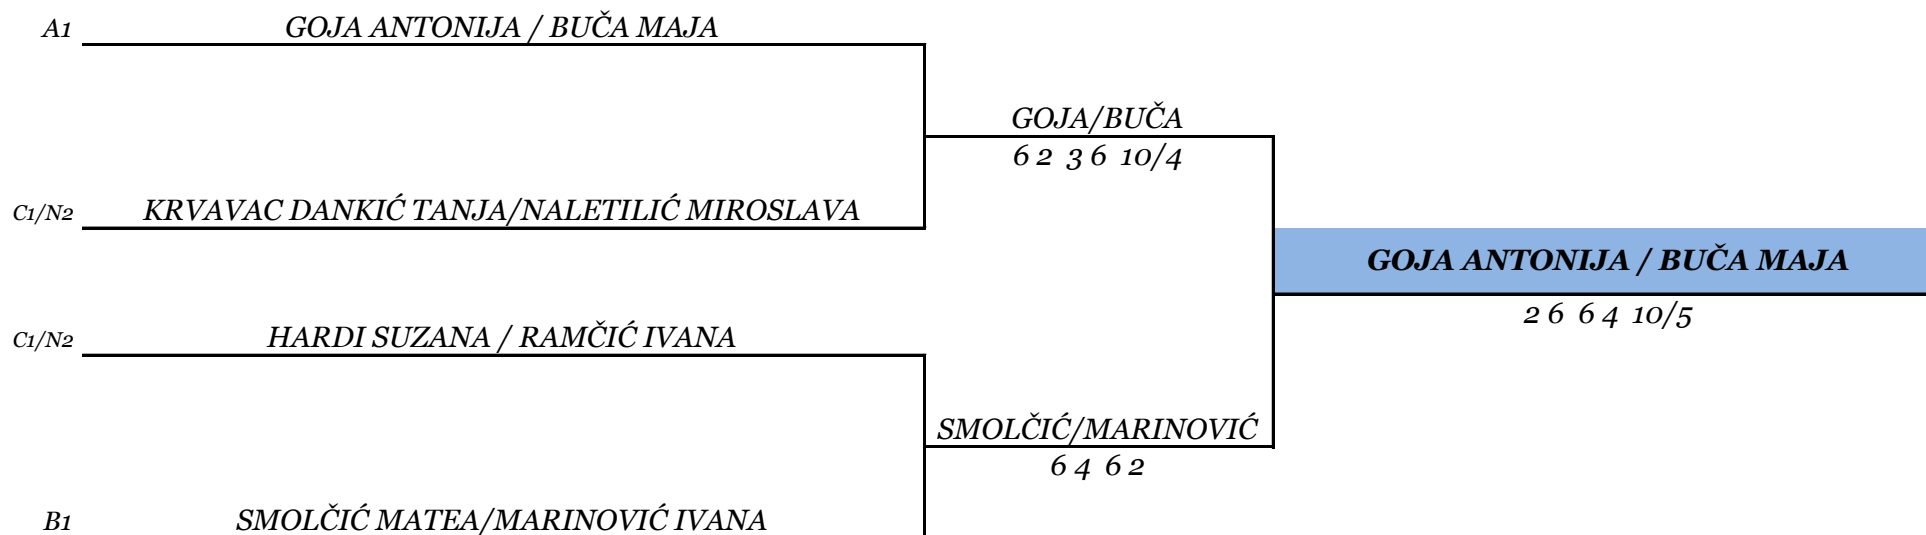 A1 GOJA ANTONIJA / BUČA MAJA
GOJA/BUČA
6 2 3 6 10/4
C1/N2 KRVAVAC DANKIĆ TANJA/NALETILIĆ MIROSLAVA
GOJA ANTONIJA / BUČA MAJA
2 6 6 4 10/5
C1/N2 HARDI SUZANA / RAMČIĆ IVANA
SMOLČIĆ/MARINOVIĆ
6 4 6 2
B1 SMOLČIĆ MATEA/MARINOVIĆ IVANA